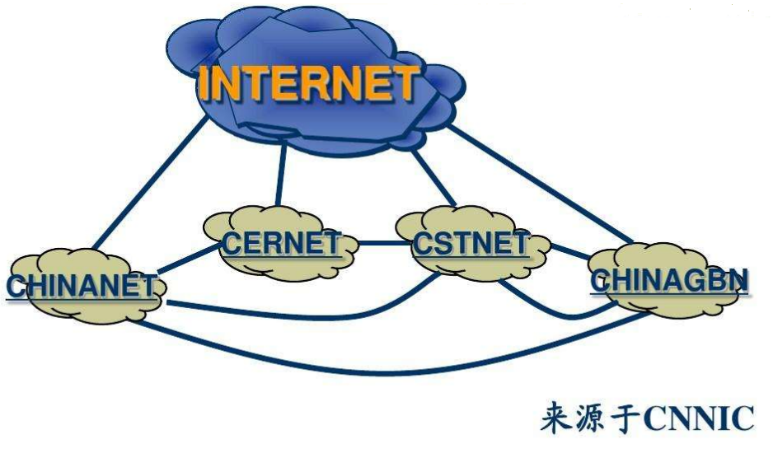 INTERNET
CERNET
CSTNET
CHINANET
CHINAGBN
来源于CNNIC